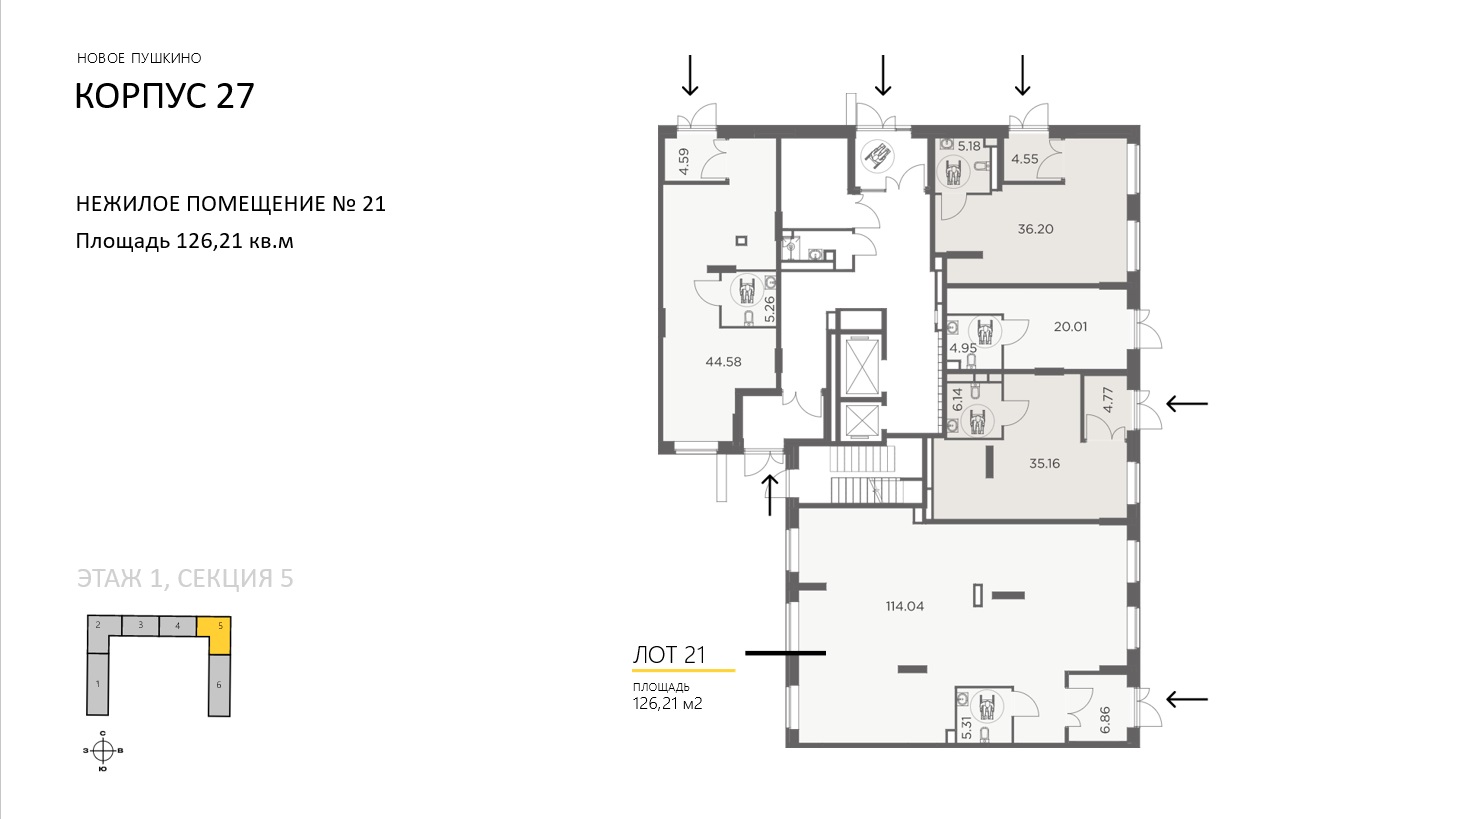 НОВОЕ ПУШКИНО
КОРПУС 27
НЕЖИЛОЕ ПОМЕЩЕНИЕ № 21
Площадь 126,21 кв.м
4.59
5.18
4.55
36.20
5.26
20.01
4.95
44.58
6.14
4.77
35.16
114.04
ЛОТ 21
ПЛОЩАДЬ
126,21 м2
5.31
6.86
ЭТАЖ 1, СЕКЦИЯ 5
2
3
4
5
1
6
С
З
В
Ю